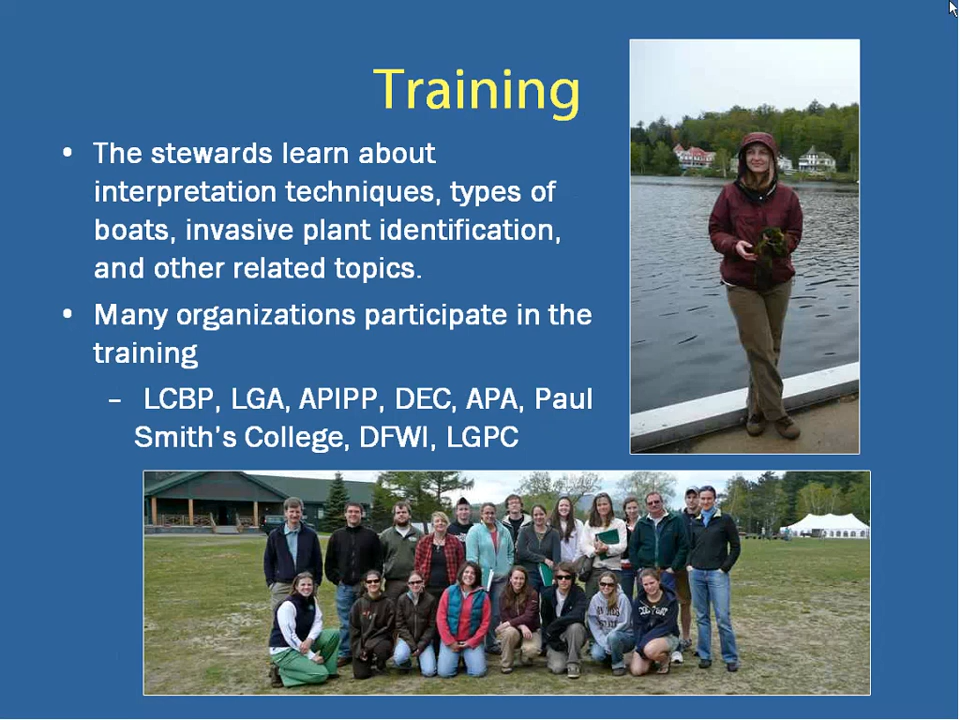 Training
• The stewards learn about
interpretation techniques, types of
boats, invasive plant identification,
and other related topics.
• Many organizations participate in the
training
– LCBP, LGA, APIPP, DEC, APA, Paul
Smith's College, DFWI, LGPC